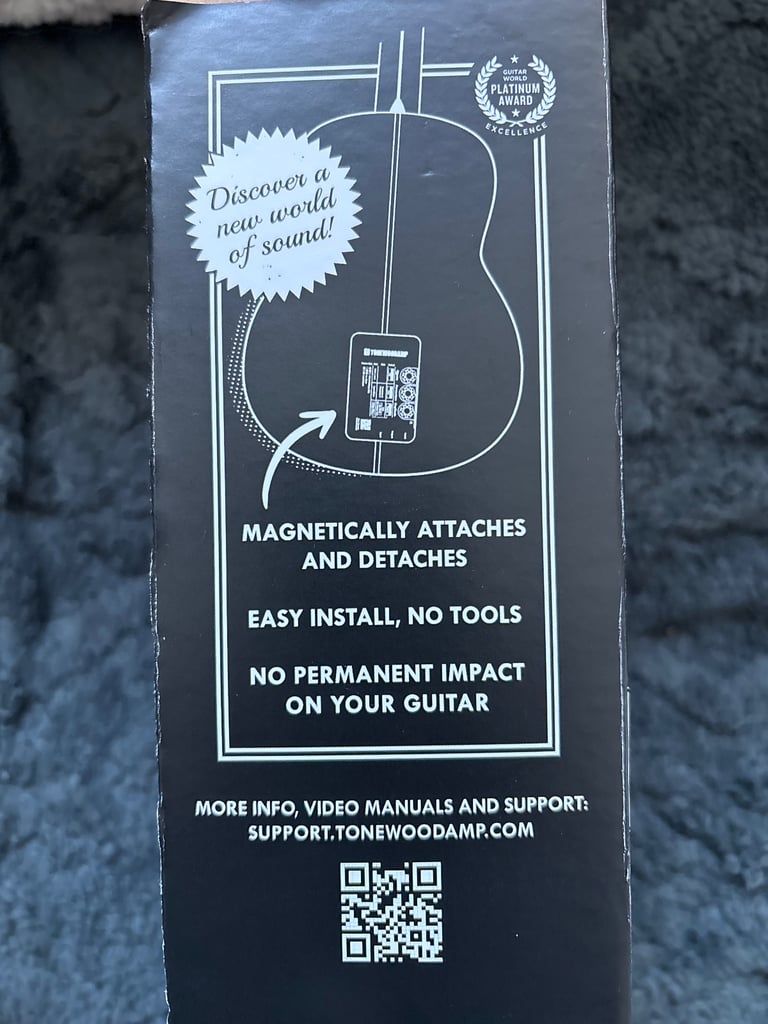 GUITAR
WORLD
PLATINUM
AWARD
EXCELLENCE
Discover a
new world
of sound!
TONEWOODAMP
MAGNETICALLY ATTACHES
AND DETACHES
EASY INSTALL, NO TOOLS
NO PERMANENT IMPACT
ON YOUR GUITAR
MORE INFO, VIDEO MANUALS AND SUPPORT:
SUPPORT.TONEWOODAMP.COM